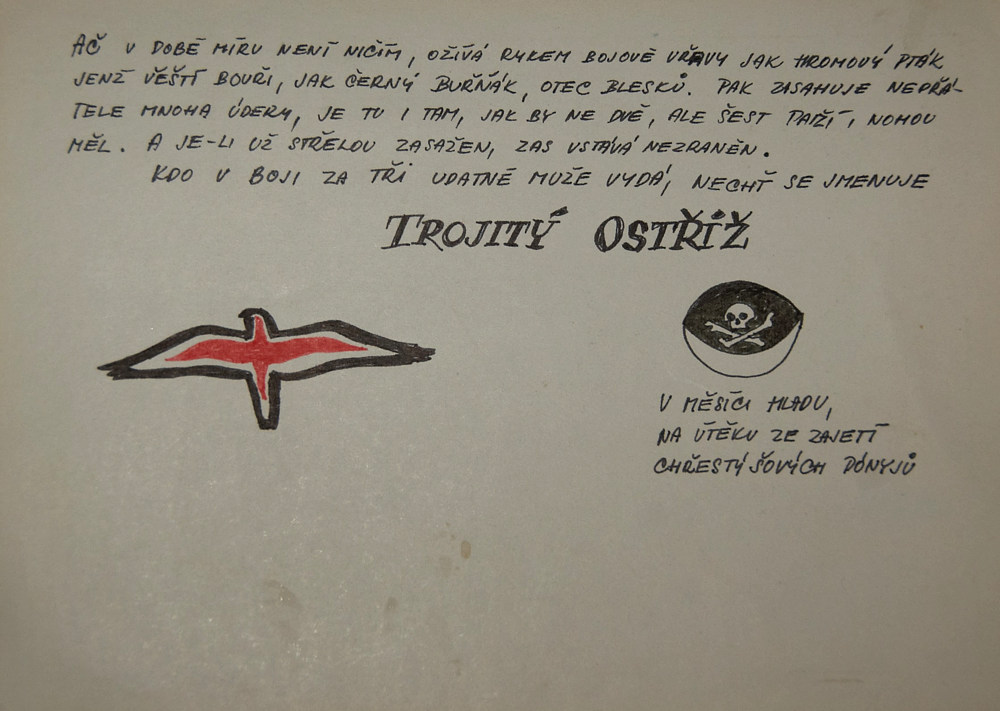 AČ V DOBĚ MÍRU NENÍ NIČÍM, OŽÍVÁ RYKEM BOJOVÉ VŘAVY JAK HROMOVÝ PTÁK
JENŽ VĚŠTÍ BOUŘI, JAK ČERNÝ BUŘŇÁK, OTEC BLESKŮ. PAK ZASAHUJE NEPŘÁ-
TELE MNOHA ÚDERY, JE TU I TAM, JAK BY NE DVĚ, ALE ŠEST PAŽÍ, NOHOU
MĚL. A JE-LI UŽ STŘELOU ZASAŽEN, ZAS VSTÁVÁ NEZRANĚN.
KDO V BOJI ZA TŘI UDATNÉ MUŽE VYDÁ, NECHŤ SE JMENUJE
TROJITÝ OSTŘÍŽ
V MĚSÍCI HLADU,
NA ÚTĚKU ZE ZAJETÍ
CHŘESTÝŠOVÝCH DÓNYJŮ